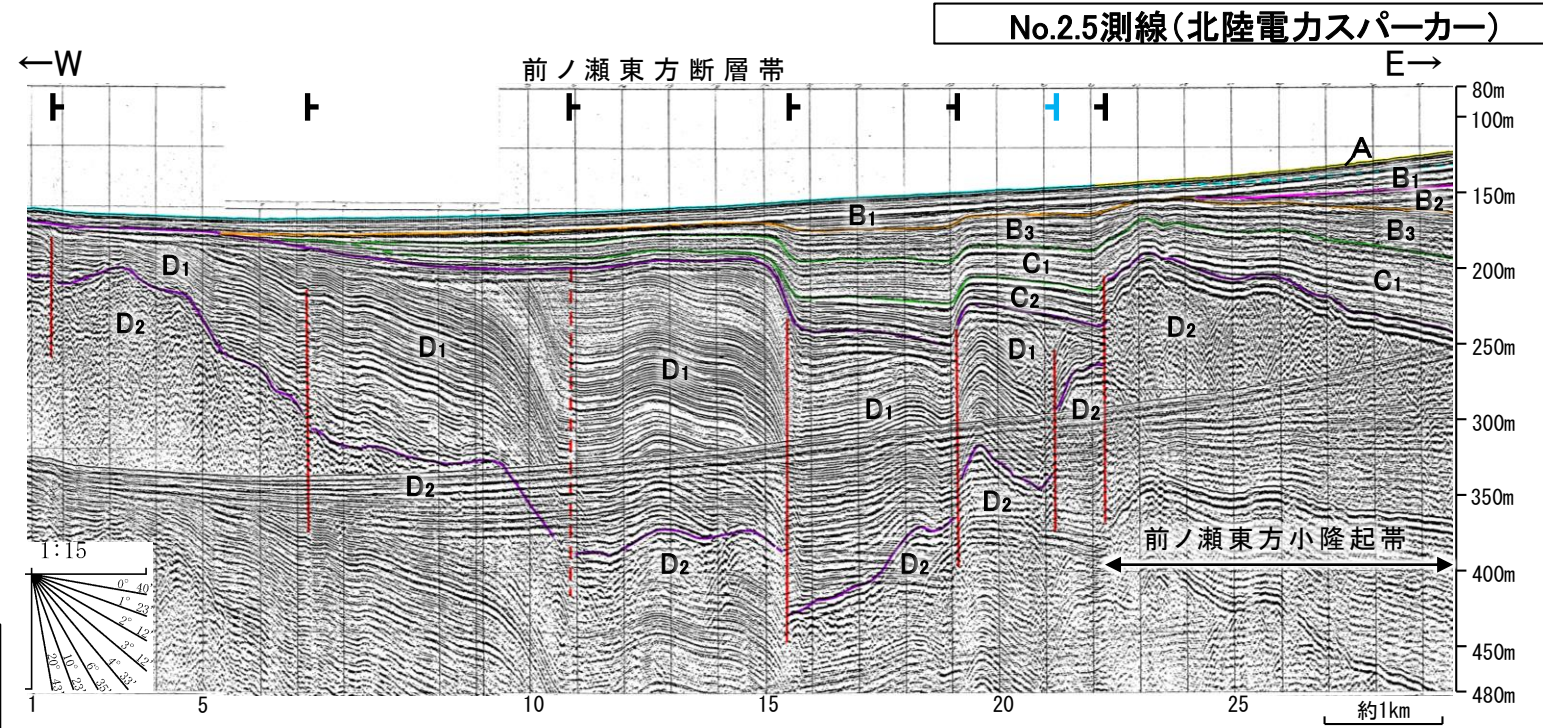 No.2.5測線(北陸電力スパーカー)
←W
前ノ瀬東方断層帯
E→
80m
100m
A
150m
B1
B2
B1
B3
B3
D1
200m
C1
C1
C2
D2
D2
D1
D1
250m
D1
D1
D2
300m
D2
D2
350m
前ノ瀬東方小隆起帯
1:15
D2
D2
400m
0° 40′
1° 23′
2° 12′
3° 12′
4° 33′
6° 35′
10° 23′
20° 43′
450m
480m
1
5
10
15
20
25
約1km